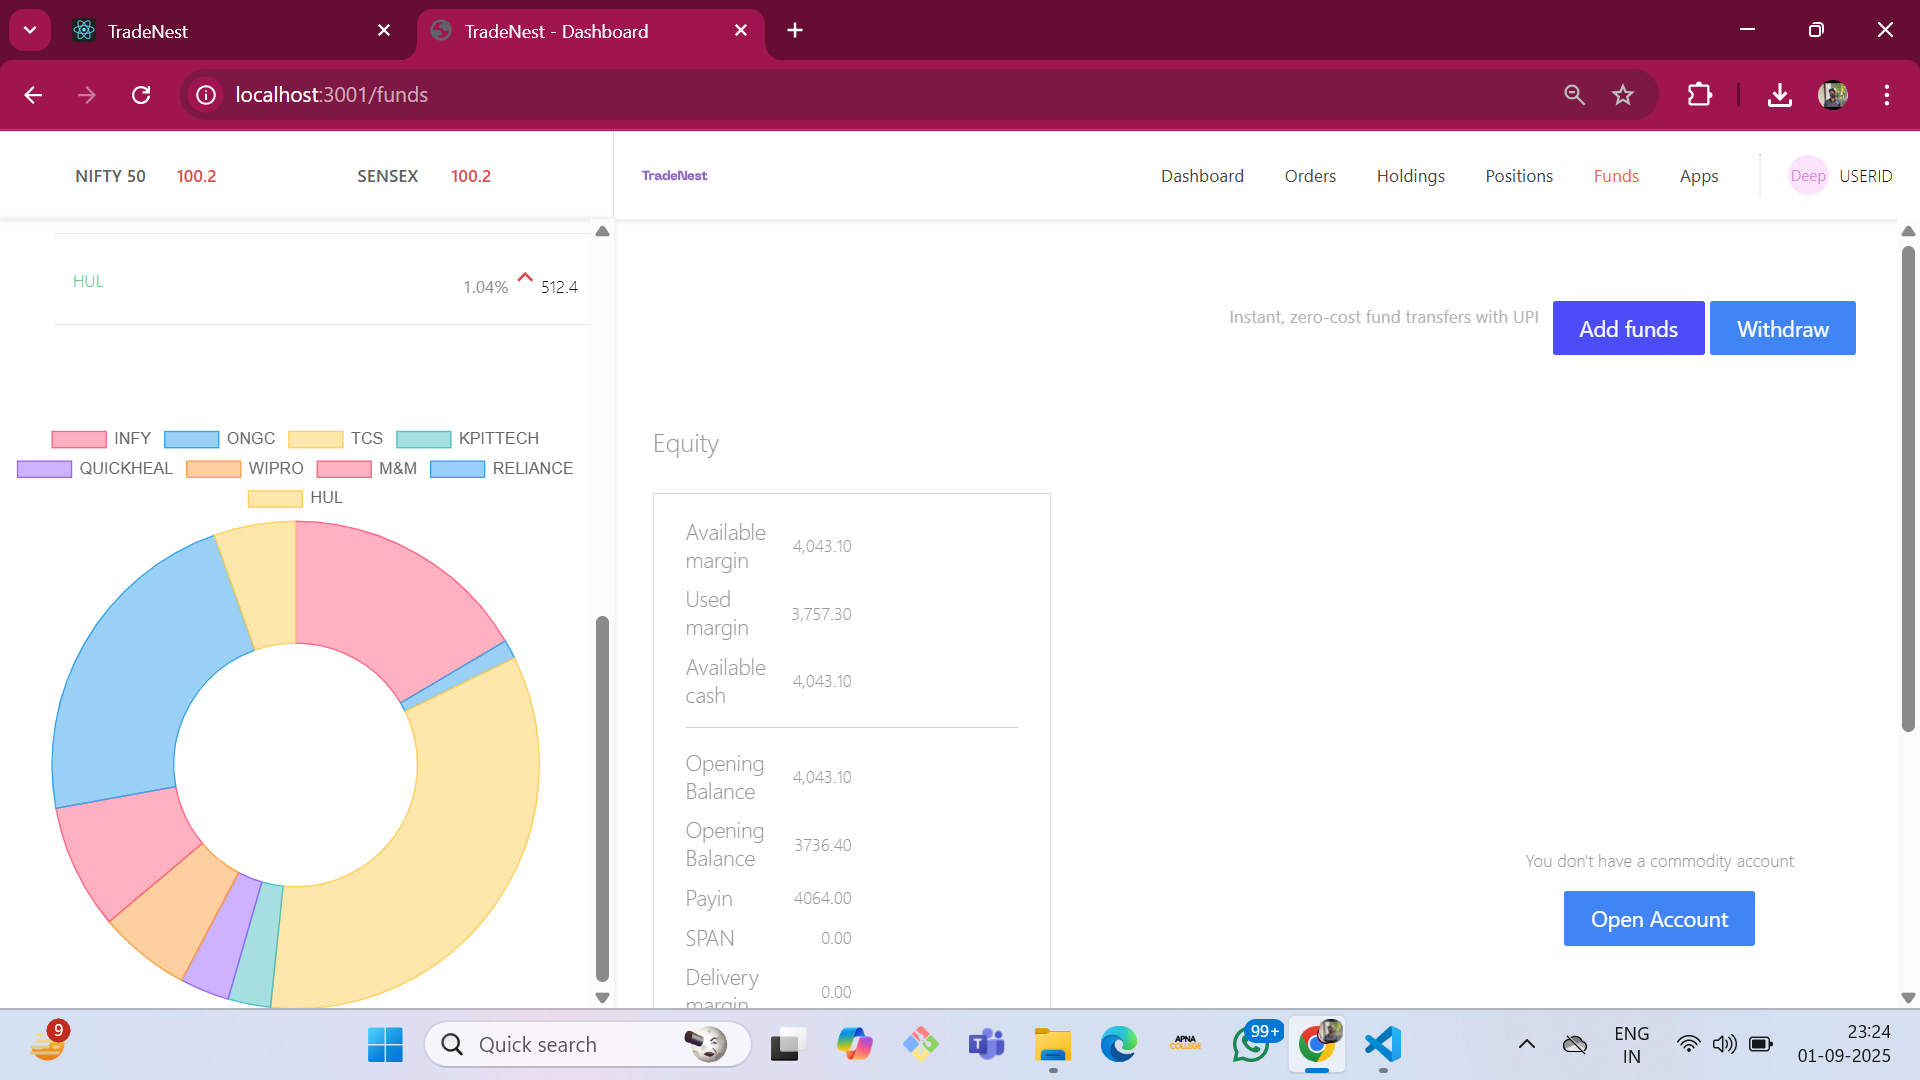 TradeNest
TradeNest - Dashboard
localhost:3001/funds
NIFTY 50 100.2 SENSEX 100.2
TradeNest
Dashboard Orders Holdings Positions Funds Apps Deep USERID
HUL 1.04% 512.4
INFY ONGC TCS KPITTECH
QUICKHEAL WIPRO M&M RELIANCE
HUL
Instant, zero-cost fund transfers with UPI Add funds Withdraw
Equity
Available
margin 4,043.10
Used
margin 3,757.30
Available
cash 4,043.10
Opening
Balance 4,043.10
Opening
Balance 3736.40
Payin 4064.00
SPAN 0.00
Delivery
margin 0.00
You don't have a commodity account
Open Account
9
Quick search
APNA
COLLEGE
99+
ENG
IN
23:24
01-09-2025